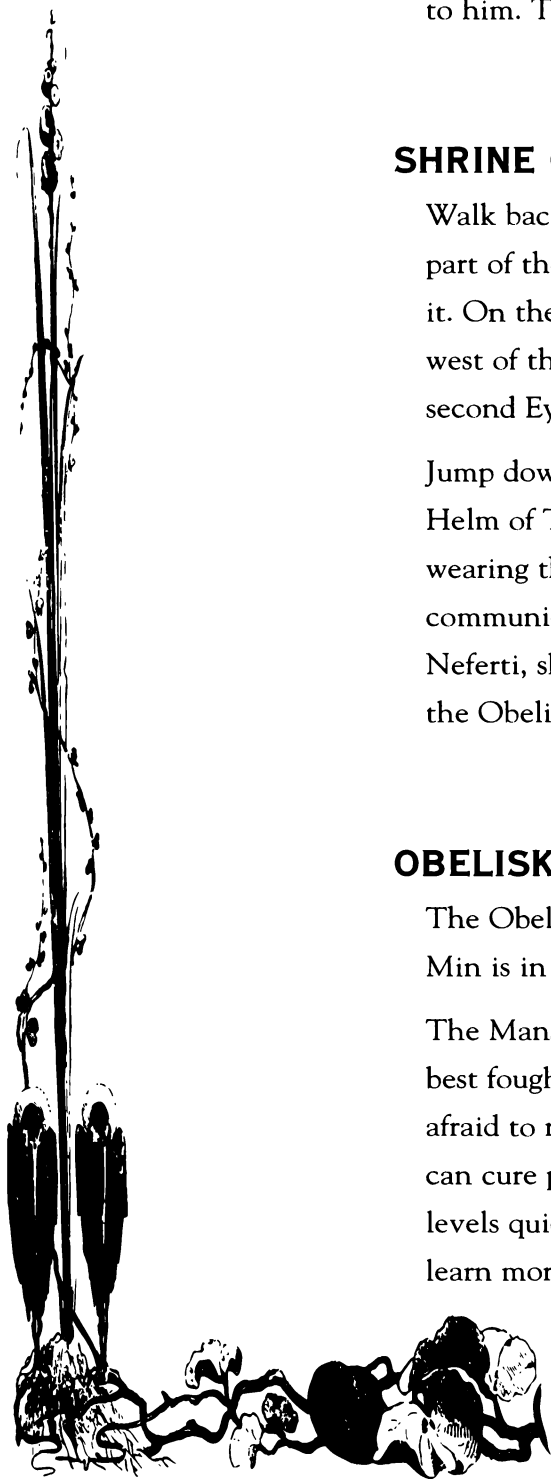 to him. T
SHRINE
Walk bac
part of th
it. On the
west of th
second Ey
Jump dow
Helm of T
wearing th
communi
Neferti, sh
the Obeli
OBELISK
The Obel
Min is in
The Man
best fough
afraid to r
can cure p
levels qui
learn mor